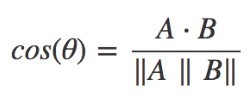 cos(θ) = A · B / ‖A ‖ B‖